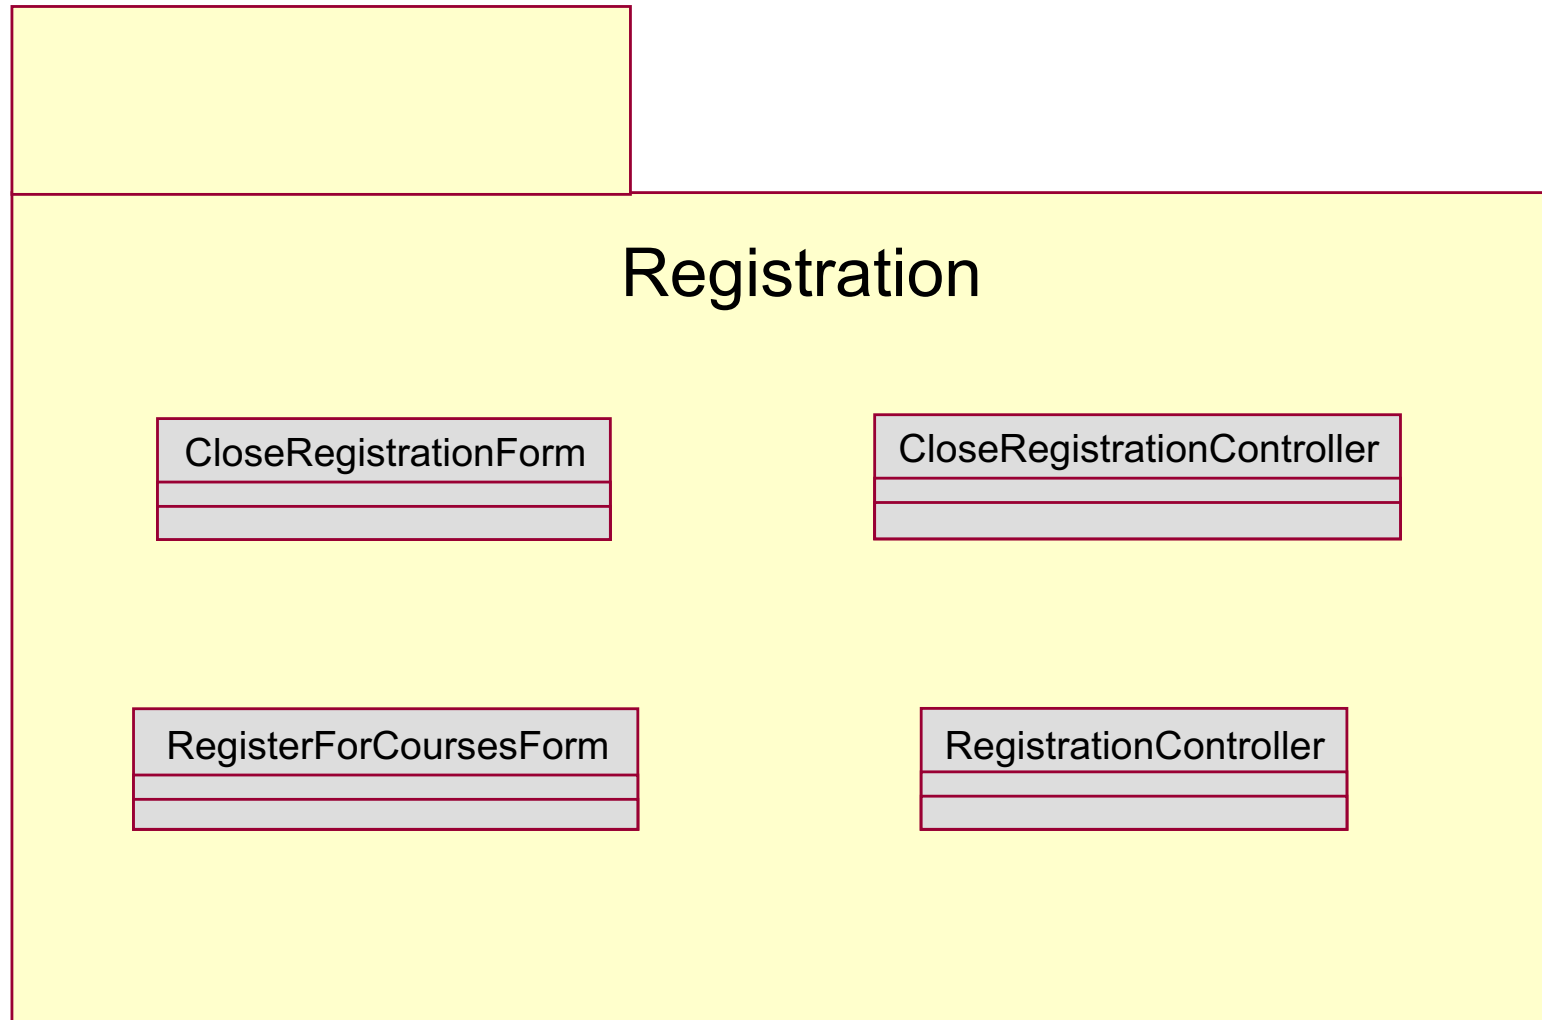 Registration
CloseRegistrationForm
CloseRegistrationController
RegisterForCoursesForm
RegistrationController